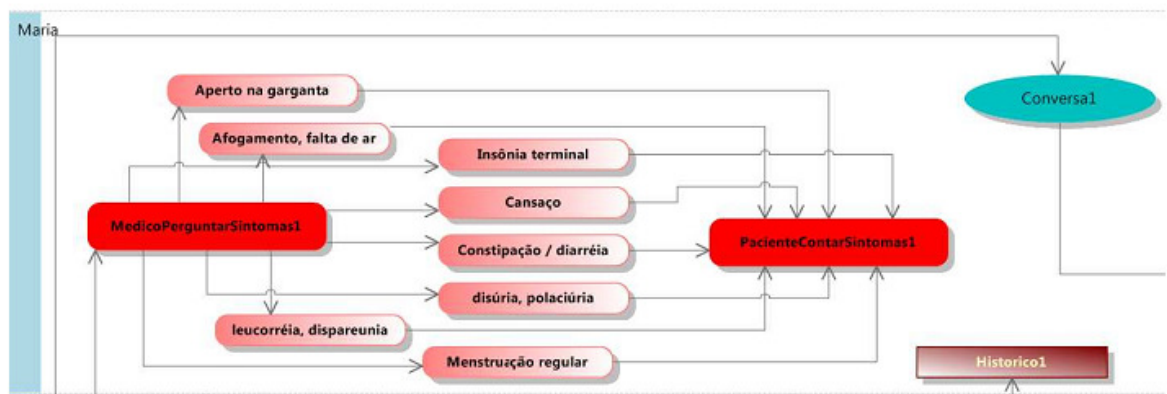 Maria
Aperto na garganta
Conversa1
Afogamento, falta de ar
Insônia terminal
Cansaço
MedicoPerguntarSintomas1
PacienteContarSintomas1
Constipação / diarréia
disúria, polaciúria
leucorréia, dispareunia
Menstruação regular
Historico1